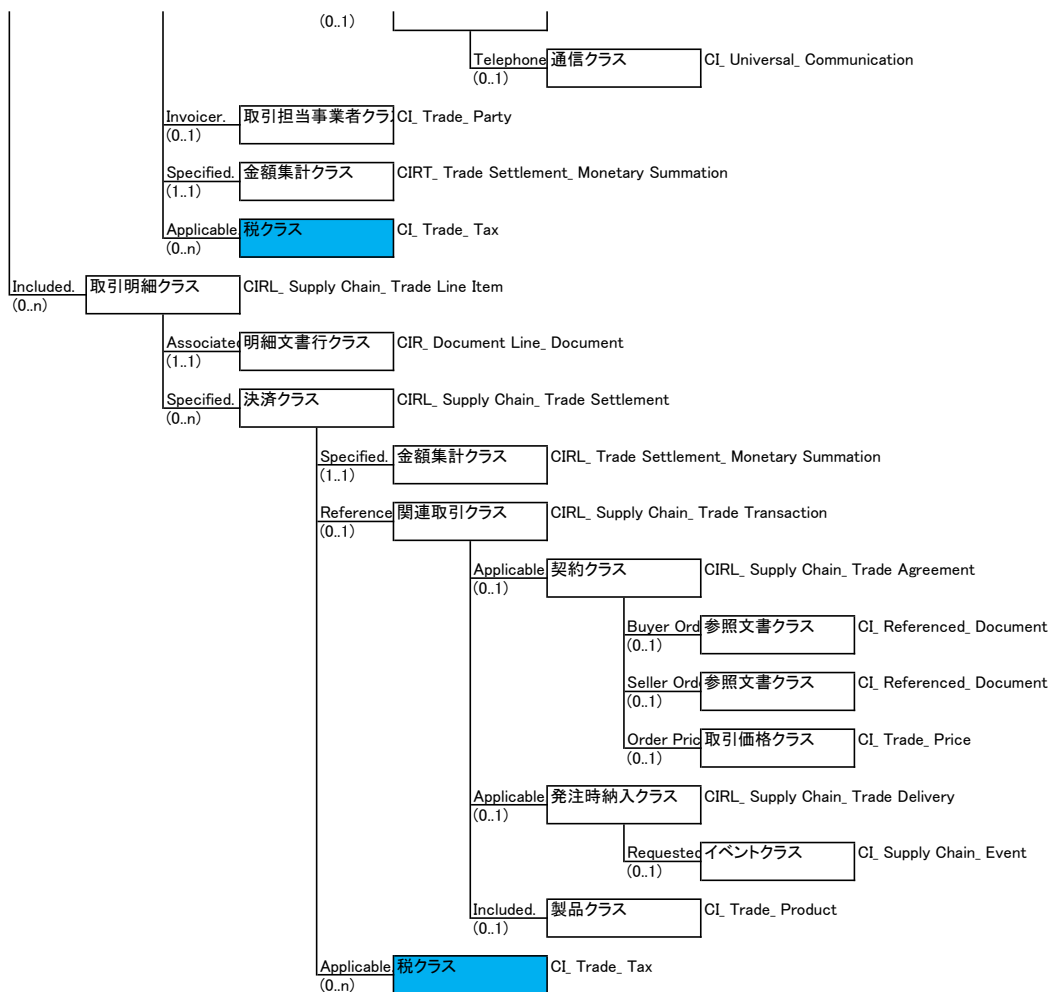 (0..1)
Telephone 通信クラス CI_ Universal_ Communication
(0..1)
Invoicer. 取引担当事業者クラ CI_ Trade_ Party
(0..1)
Specified. 金額集計クラス CIRT_ Trade Settlement_ Monetary Summation
(1..1)
Applicable. 税クラス CI_ Trade_ Tax
(0..n)
Included. 取引明細クラス CIRL_ Supply Chain_ Trade Line Item
(0..n)
Associated 明細文書行クラス CIR_ Document Line_ Document
(1..1)
Specified. 決済クラス CIRL_ Supply Chain_ Trade Settlement
(0..n)
Specified. 金額集計クラス CIRL_ Trade Settlement_ Monetary Summation
(1..1)
Reference 関連取引クラス CIRL_ Supply Chain_ Trade Transaction
(0..1)
Applicable 契約クラス CIRL_ Supply Chain_ Trade Agreement
(0..1)
Buyer Ord 参照文書クラス CI_ Referenced_ Document
(0..1)
Seller Orde 参照文書クラス CI_ Referenced_ Document
(0..1)
Order Pric 取引価格クラス CI_ Trade_ Price
(0..1)
Applicable 発注時納入クラス CIRL_ Supply Chain_ Trade Delivery
(0..1)
Requested イベントクラス CI_ Supply Chain_ Event
(0..1)
Included. 製品クラス CI_ Trade_ Product
(0..1)
Applicable. 税クラス CI_ Trade_ Tax
(0..n)